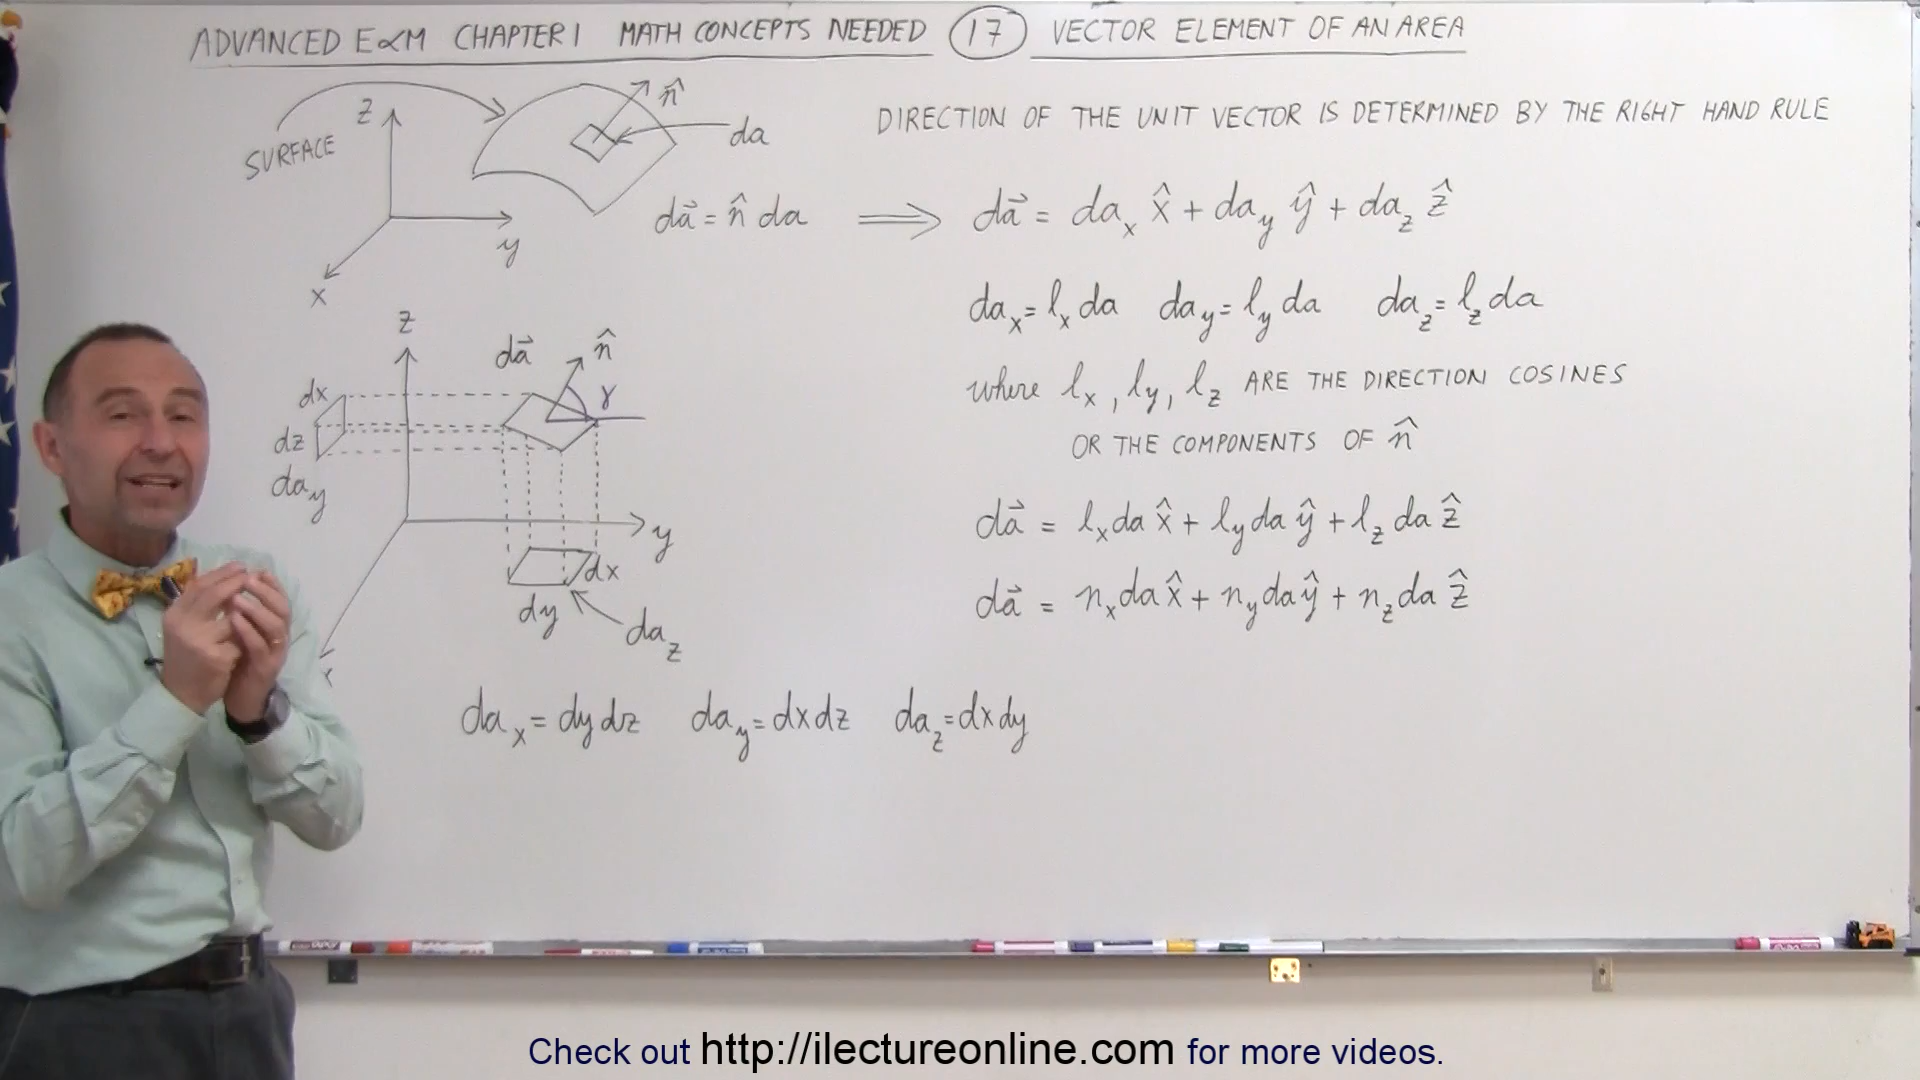 ADVANCED E&M CHAPTER 1 MATH CONCEPTS NEEDED 17 VECTOR ELEMENT OF AN AREA
SURFACE
z
y
x
n̂
da
DIRECTION OF THE UNIT VECTOR IS DETERMINED BY THE RIGHT HAND RULE
da⃗ = n̂ da ⟹ da⃗ = da_x x̂ + da_y ŷ + da_z ẑ
da_x = l_x da da_y = l_y da da_z = l_z da
where l_x, l_y, l_z ARE THE DIRECTION COSINES
OR THE COMPONENTS OF n̂
da⃗ = l_x da x̂ + l_y da ŷ + l_z da ẑ
da⃗ = n_x da x̂ + n_y da ŷ + n_z da ẑ
z
da⃗
n̂
γ
dx
dz
da_y
y
dx
dy
da_z
da_x = dy dz da_y = dx dz da_z = dx dy
Check out http://ilectureonline.com for more videos.